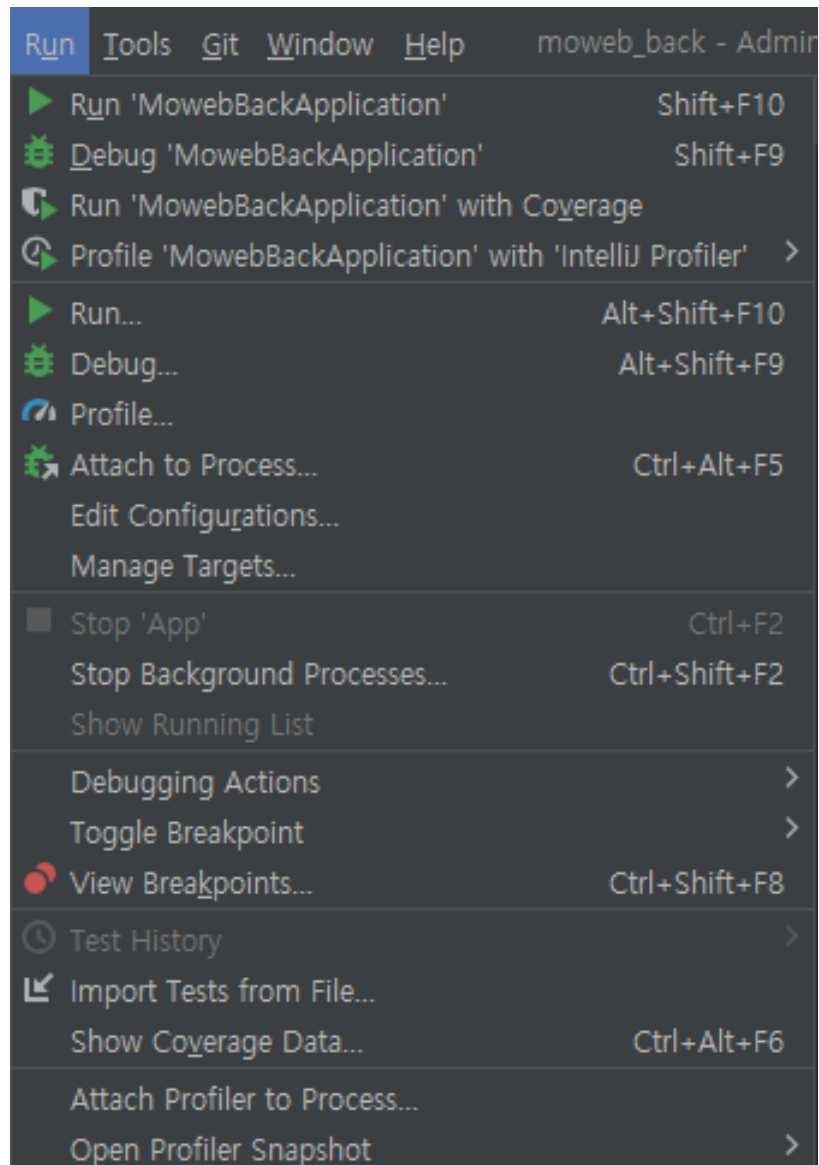 Run Tools Git Window Help moweb_back - Admin
Run 'MowebBackApplication' Shift+F10
Debug 'MowebBackApplication' Shift+F9
Run 'MowebBackApplication' with Coverage
Profile 'MowebBackApplication' with 'IntelliJ Profiler'
Run... Alt+Shift+F10
Debug... Alt+Shift+F9
Profile...
Attach to Process... Ctrl+Alt+F5
Edit Configurations...
Manage Targets...
Stop 'App' Ctrl+F2
Stop Background Processes... Ctrl+Shift+F2
Show Running List
Debugging Actions
Toggle Breakpoint
View Breakpoints... Ctrl+Shift+F8
Test History
Import Tests from File...
Show Coverage Data... Ctrl+Alt+F6
Attach Profiler to Process...
Open Profiler Snapshot